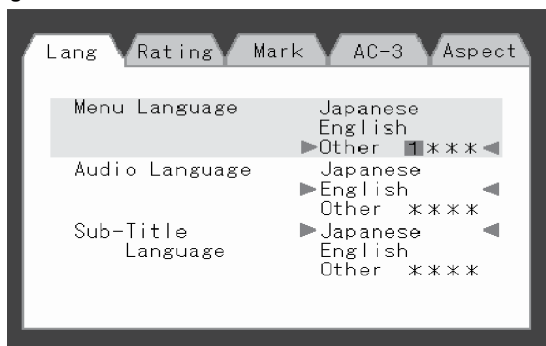 Lang Rating Mark AC-3 Aspect
Menu Language Japanese
English
▶Other 1***◀
Audio Language Japanese
▶English ◀
Other ****
Sub-Title ▶Japanese ◀
Language English
Other ****